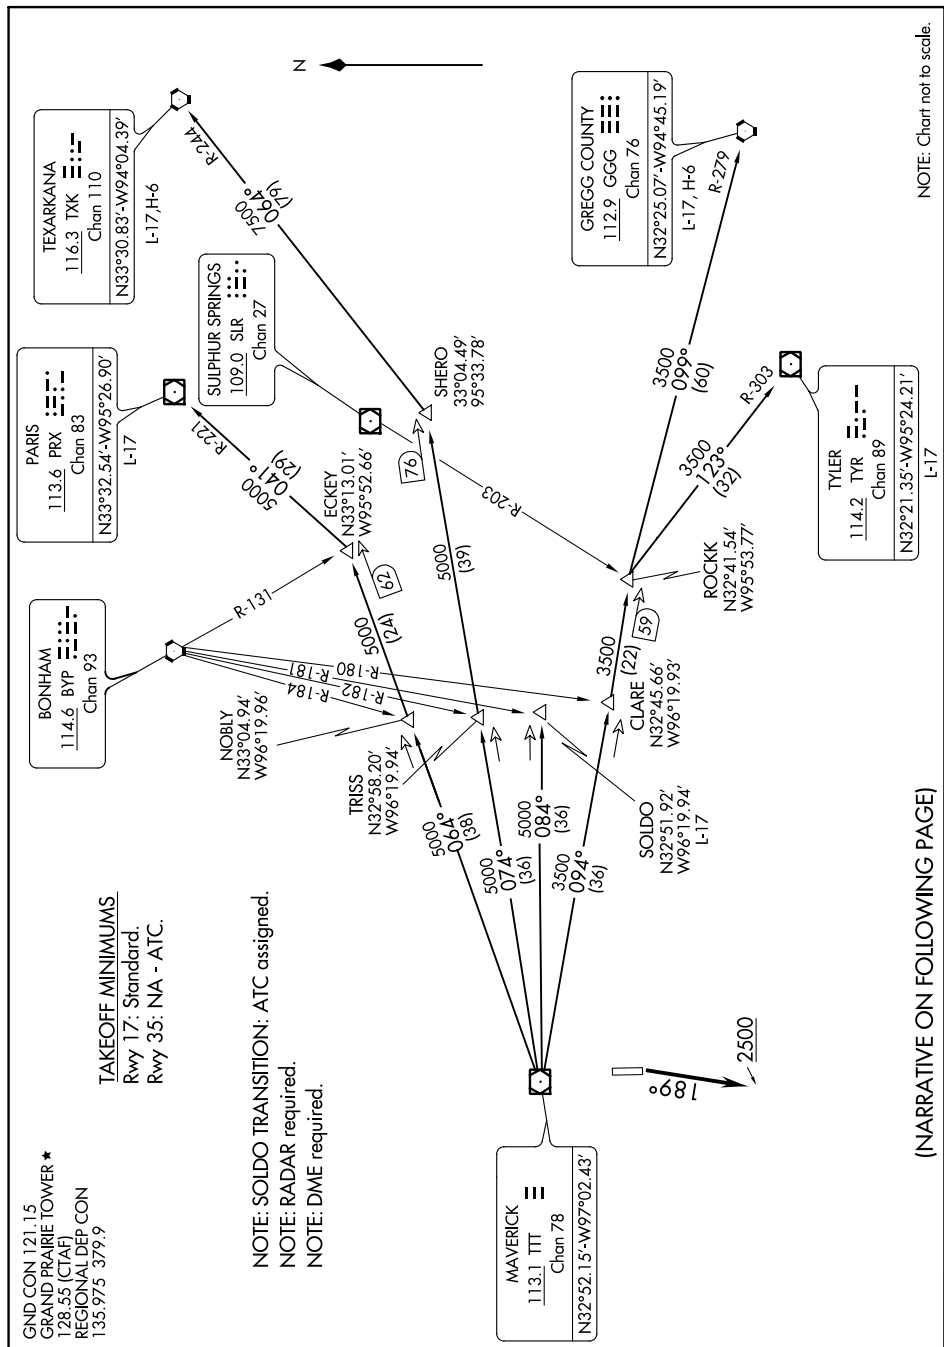 GND CON 121.15
GRAND PRAIRIE TOWER ★
128.55 (CTAF)
REGIONAL DEP CON
135.975 379.9
TAKEOFF MINIMUMS
Rwy 17: Standard.
Rwy 35: NA - ATC.
NOTE: SOLDO TRANSITION: ATC assigned.
NOTE: RADAR required.
NOTE: DME required.
BONHAM
114.6 BYP
Chan 93
PARIS
113.6 PRX
Chan 83
N33°32.54'-W95°26.90'
L-17
TEXARKANA
116.3 TXK
Chan 110
N33°30.83'-W94°04.39'
L-17,H-6
SULPHUR SPRINGS
109.0 SLR
Chan 27
N
R-131
R-184
R-182
R-181
R-180
R-221
R-244
R-203
NOBLY
N33°04.94'
W96°19.96'
TRISS
N32°58.20'
W96°19.94'
ECKEY
N33°13.01'
W95°52.66'
SHERO
33°04.49'
95°33.78'
5000
064°
(38)
5000
(24)
62
5000
041°
(29)
5000
074°
(36)
5000
(39)
76
7500
064°
(79)
5000
084°
(36)
3500
094°
(36)
SOLDO
N32°51.92'
W96°19.94'
L-17
CLARE
N32°45.66'
W96°19.93'
3500
(22)
59
ROCKK
N32°41.54'
W95°53.77'
3500
099°
(60)
R-279
3500
123°
(32)
R-303
GREGG COUNTY
112.9 GGG
Chan 76
N32°25.07'-W94°45.19'
L-17, H-6
TYLER
114.2 TYR
Chan 89
N32°21.35'-W95°24.21'
L-17
MAVERICK
113.1 TTT
Chan 78
N32°52.15'-W97°02.43'
189°
2500
(NARRATIVE ON FOLLOWING PAGE)
NOTE: Chart not to scale.